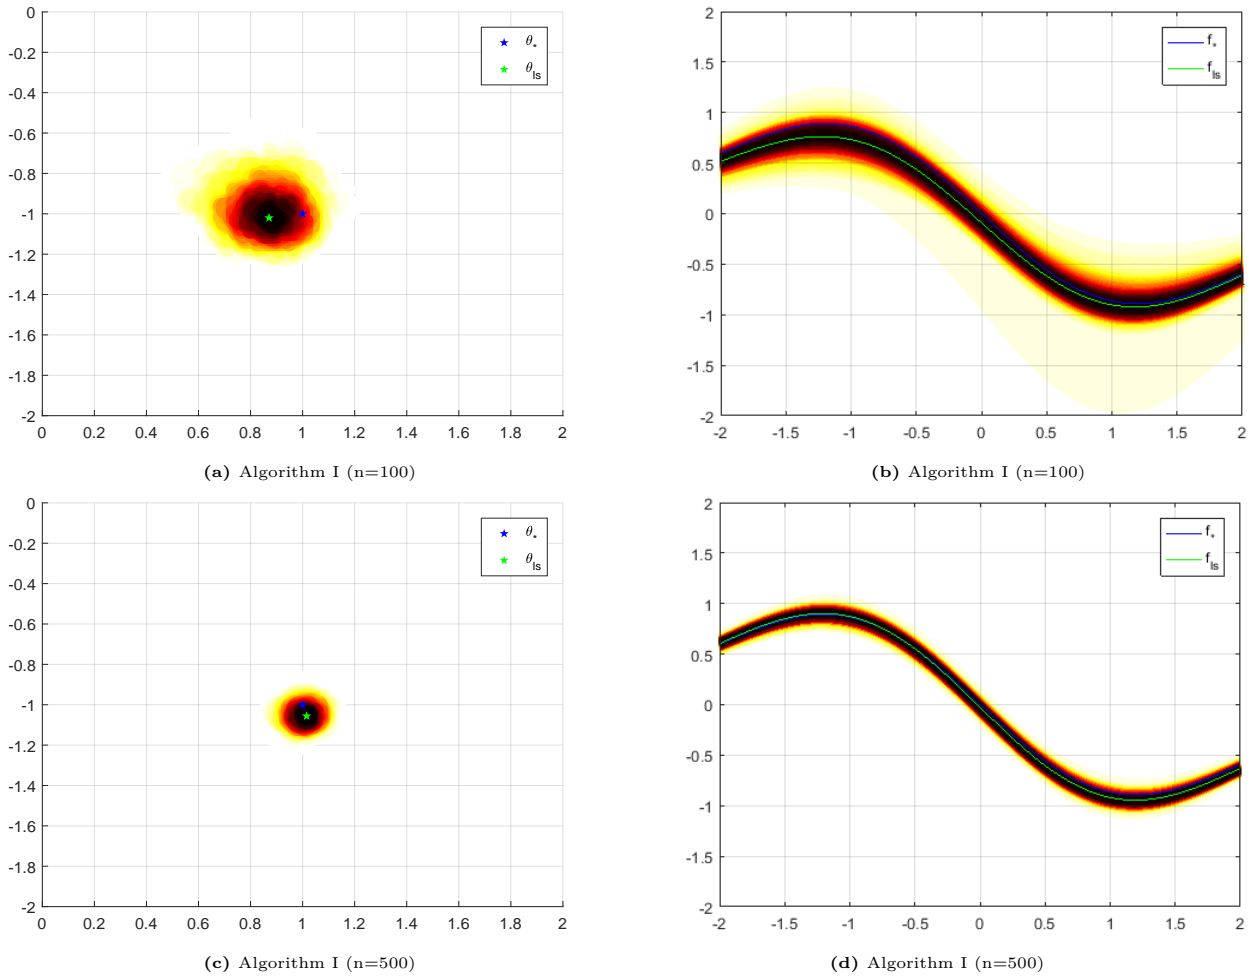 0
-0.2
-0.4
-0.6
-0.8
-1
-1.2
-1.4
-1.6
-1.8
-2
0 0.2 0.4 0.6 0.8 1 1.2 1.4 1.6 1.8 2
θ*
θls
(a) Algorithm I (n=100)
2
1.5
1
0.5
0
-0.5
-1
-1.5
-2
-2 -1.5 -1 -0.5 0 0.5 1 1.5 2
f*
fls
(b) Algorithm I (n=100)
0
-0.2
-0.4
-0.6
-0.8
-1
-1.2
-1.4
-1.6
-1.8
-2
0 0.2 0.4 0.6 0.8 1 1.2 1.4 1.6 1.8 2
θ*
θls
(c) Algorithm I (n=500)
2
1.5
1
0.5
0
-0.5
-1
-1.5
-2
-2 -1.5 -1 -0.5 0 0.5 1 1.5 2
f*
fls
(d) Algorithm I (n=500)